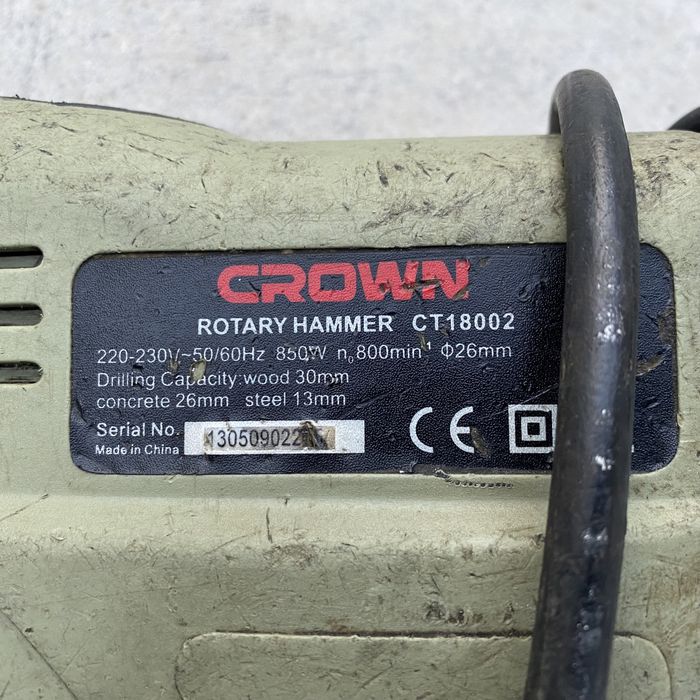 CROWN
ROTARY HAMMER CT18002
220-230V~50/60Hz 850W n₀800min⁻¹ Φ26mm
Drilling Capacity:wood 30mm
concrete 26mm steel 13mm
Serial No.
Made in China
CE